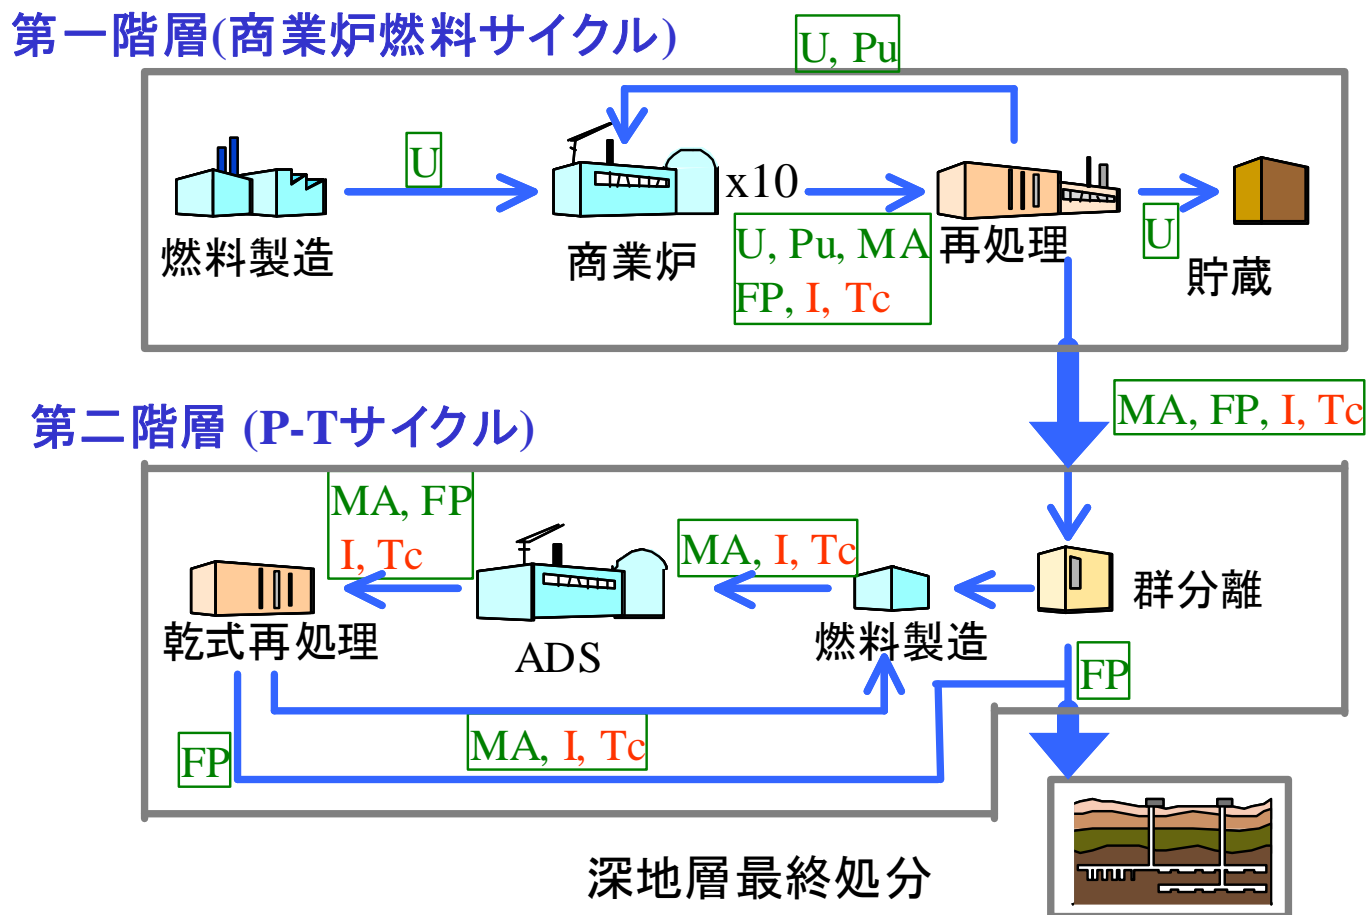 第一階層(商業炉燃料サイクル)
U, Pu
U
x10
燃料製造
商業炉
U, Pu, MA
FP, I, Tc
再処理
U
貯蔵
MA, FP, I, Tc
第二階層 (P-Tサイクル)
MA, FP
I, Tc
MA, I, Tc
群分離
乾式再処理
ADS
燃料製造
FP
MA, I, Tc
FP
深地層最終処分